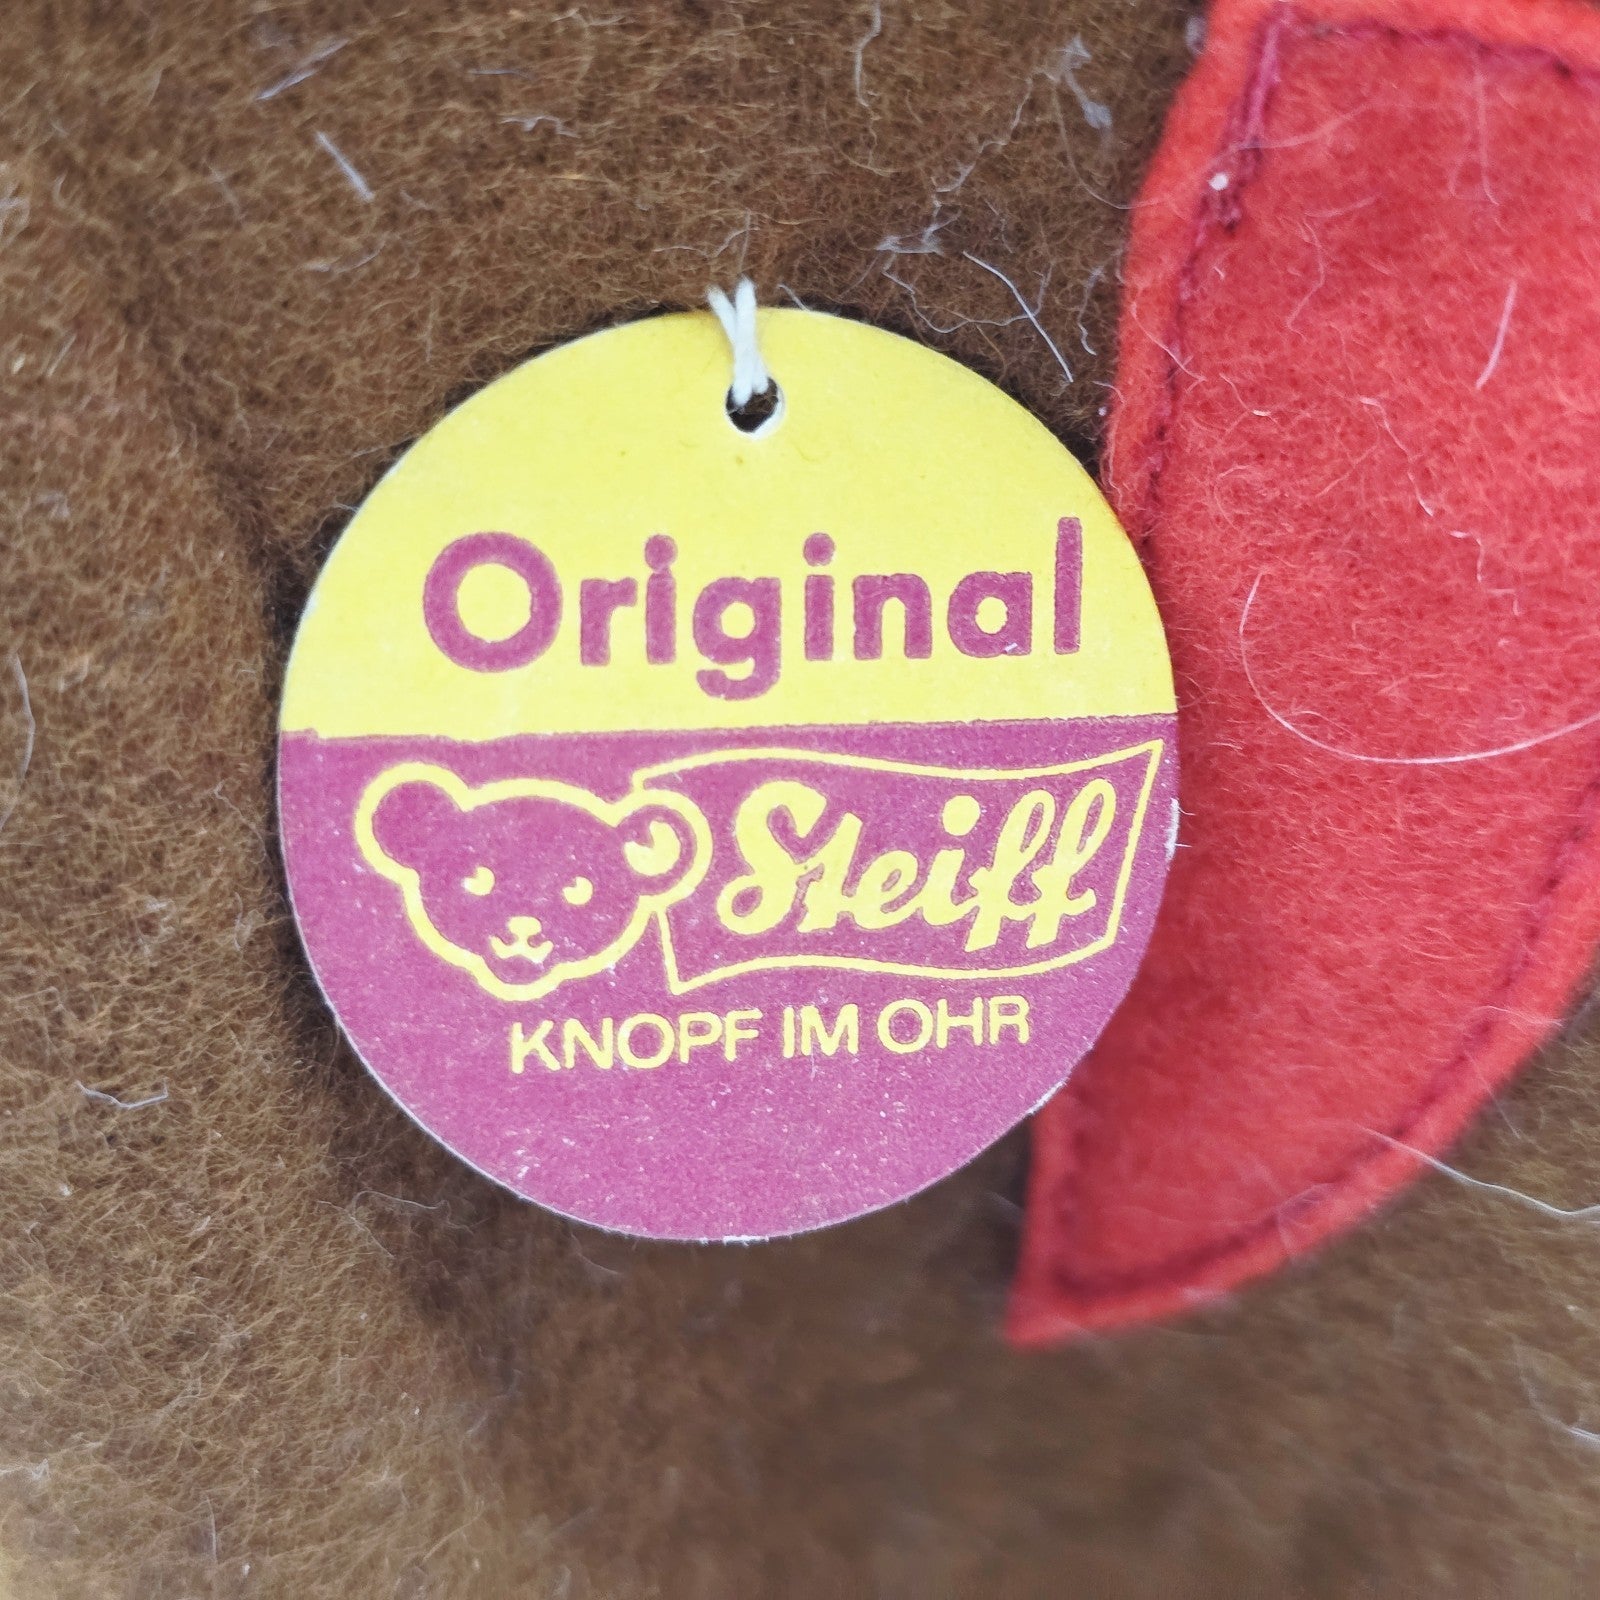 Original
Steiff
KNOPF IM OHR